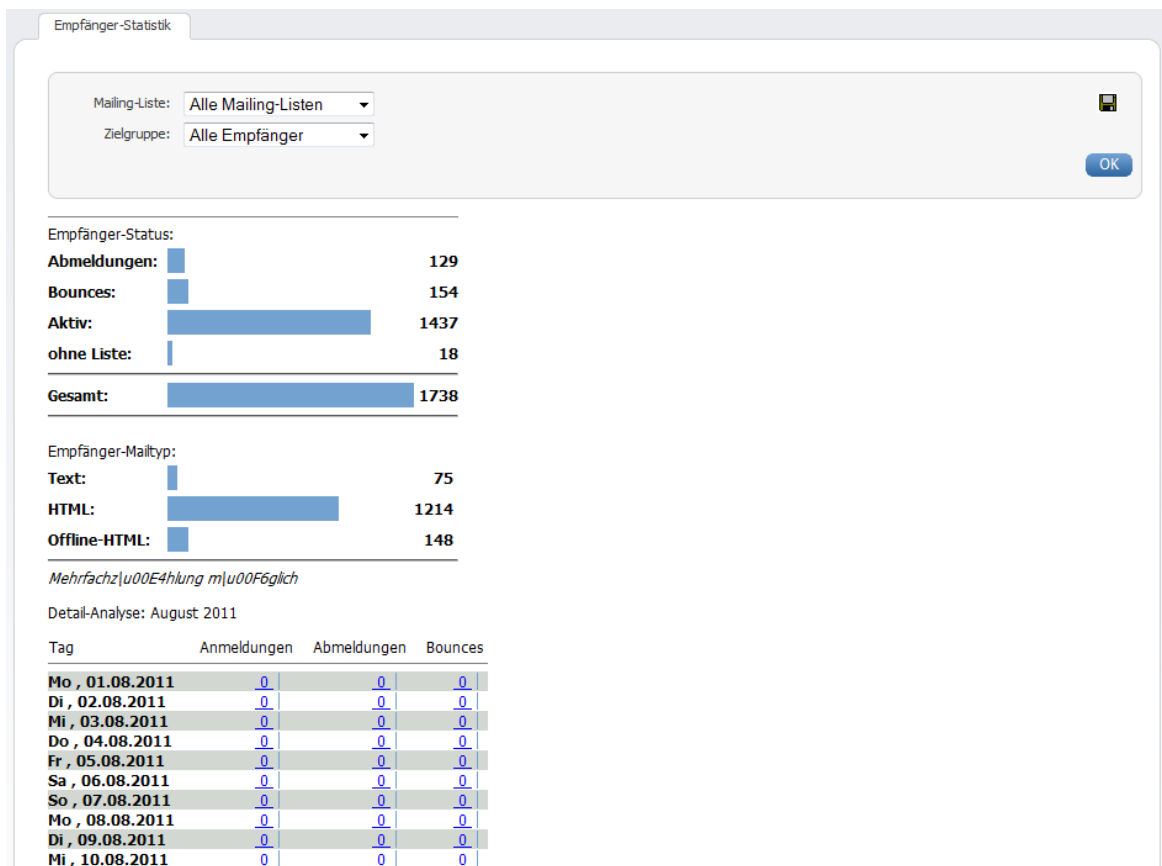 Empfänger-Statistik
Mailing-Liste: Alle Mailing-Listen
Zielgruppe: Alle Empfänger
OK
Empfänger-Status:
Abmeldungen: 129
Bounces: 154
Aktiv: 1437
ohne Liste: 18
Gesamt: 1738
Empfänger-Mailtyp:
Text: 75
HTML: 1214
Offline-HTML: 148
Mehrfachz|u00E4hlung m|u00F6glich
Detail-Analyse: August 2011
Tag Anmeldungen Abmeldungen Bounces
Mo , 01.08.2011 0 0 0
Di , 02.08.2011 0 0 0
Mi , 03.08.2011 0 0 0
Do , 04.08.2011 0 0 0
Fr , 05.08.2011 0 0 0
Sa , 06.08.2011 0 0 0
So , 07.08.2011 0 0 0
Mo , 08.08.2011 0 0 0
Di , 09.08.2011 0 0 0
Mi , 10.08.2011 0 0 0